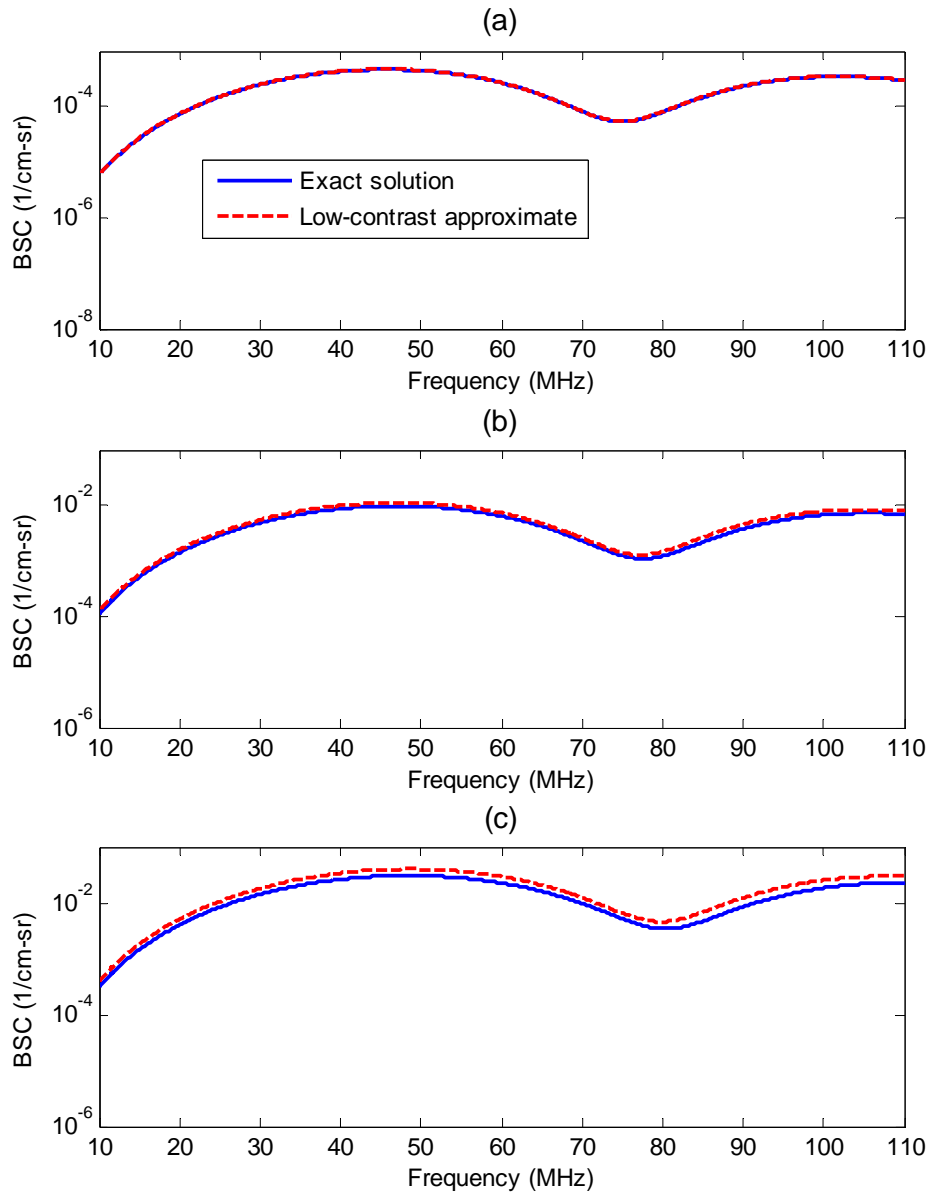 (a)
10^-4
10^-6
10^-8
BSC (1/cm-sr)
Exact solution
Low-contrast approximate
10 20 30 40 50 60 70 80 90 100 110
Frequency (MHz)
(b)
10^-2
10^-4
10^-6
BSC (1/cm-sr)
10 20 30 40 50 60 70 80 90 100 110
Frequency (MHz)
(c)
10^-2
10^-4
10^-6
BSC (1/cm-sr)
10 20 30 40 50 60 70 80 90 100 110
Frequency (MHz)